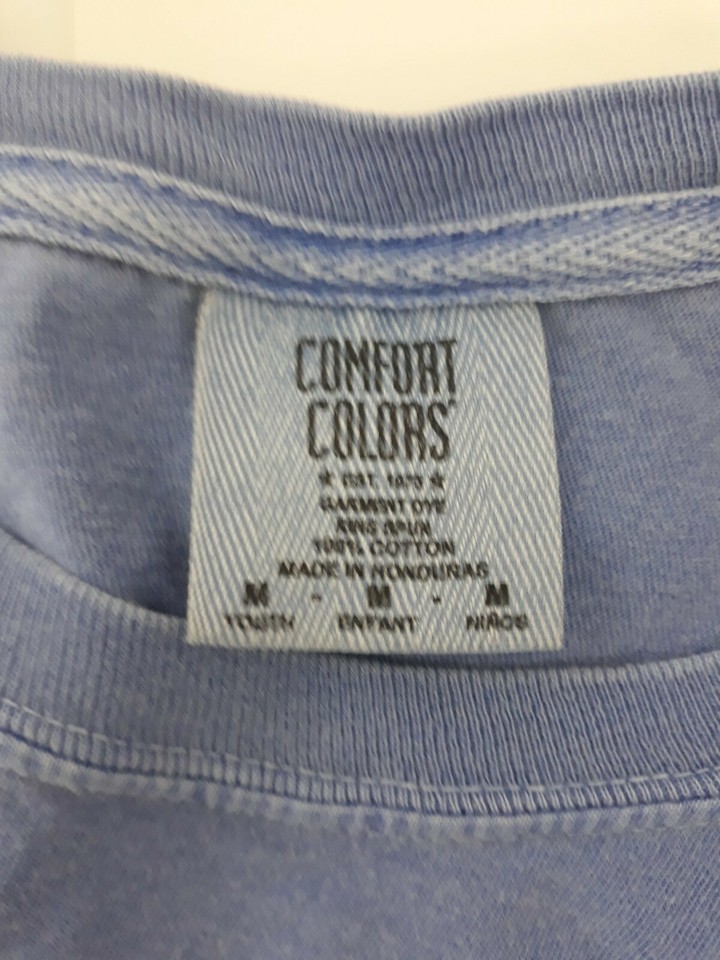 COMFORT
COLORS
★ EST. 1975 ★
GARMENT DYE
RING SPUN
100% COTTON
MADE IN HONDURAS
M - M - M
YOUTH ENFANT NIÑOS